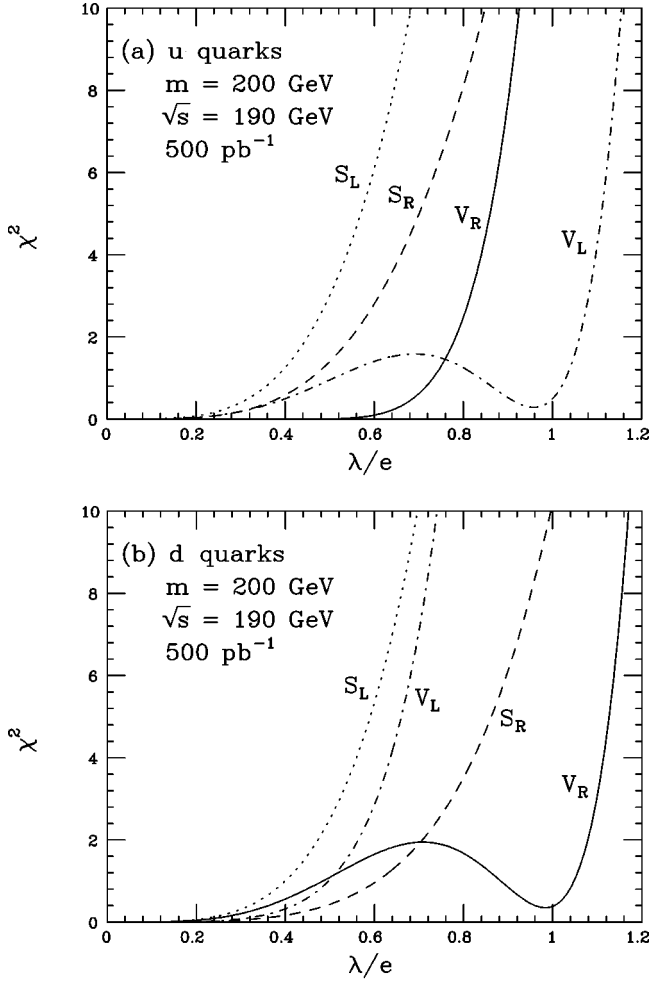 10
(a) u quarks
m = 200 GeV
√s = 190 GeV
500 pb⁻¹
8
6
S_L
S_R
V_R
V_L
χ²
4
2
0
0 0.2 0.4 0.6 0.8 1 1.2
λ/e
10
(b) d quarks
m = 200 GeV
√s = 190 GeV
500 pb⁻¹
8
6
S_L
V_L
S_R
V_R
χ²
4
2
0
0 0.2 0.4 0.6 0.8 1 1.2
λ/e